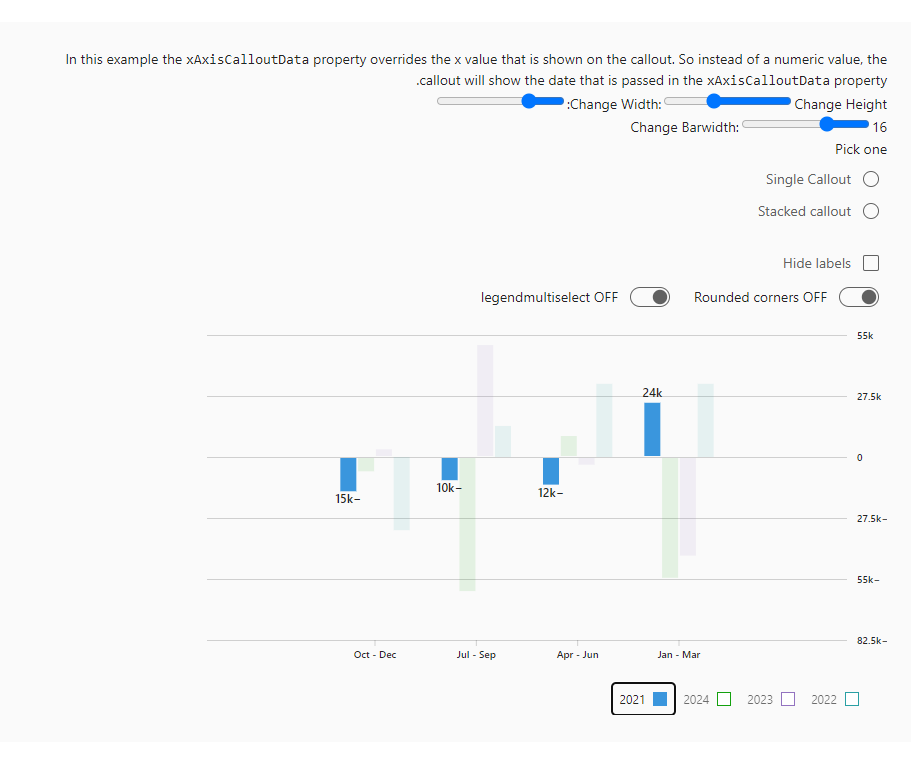 In this example the xAxisCalloutData property overrides the x value that is shown on the callout. So instead of a numeric value, the
.callout will show the date that is passed in the xAxisCalloutData property
:Change Width: Change Height
Change Barwidth: 16
Pick one
Single Callout
Stacked callout
Hide labels
legendmultiselect OFF Rounded corners OFF
55k
24k
27.5k
0
10k−
12k−
15k−
27.5k−
55k−
82.5k−
Oct - Dec Jul - Sep Apr - Jun Jan - Mar
2021 2024 2023 2022